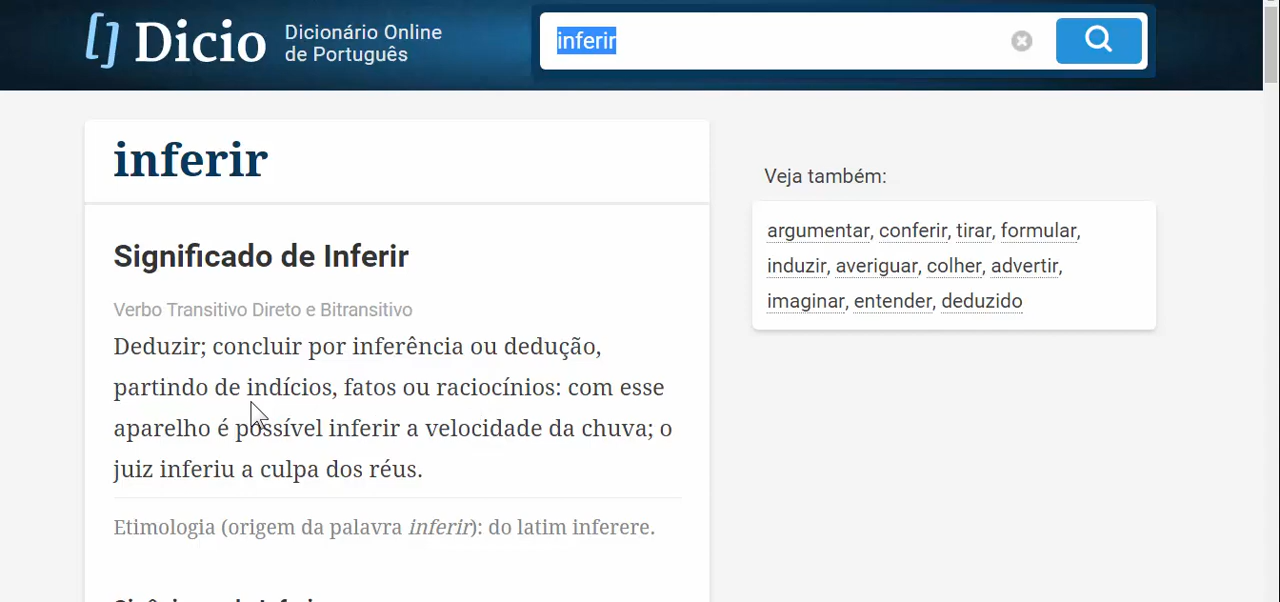 Dicio
Dicionário Online
de Português
inferir
inferir
Significado de Inferir
Verbo Transitivo Direto e Bitransitivo
Deduzir; concluir por inferência ou dedução,
partindo de indícios, fatos ou raciocínios: com esse
aparelho é possível inferir a velocidade da chuva; o
juiz inferiu a culpa dos réus.
Etimologia (origem da palavra inferir): do latim inferere.
Veja também:
argumentar, conferir, tirar, formular,
induzir, averiguar, colher, advertir,
imaginar, entender, deduzido